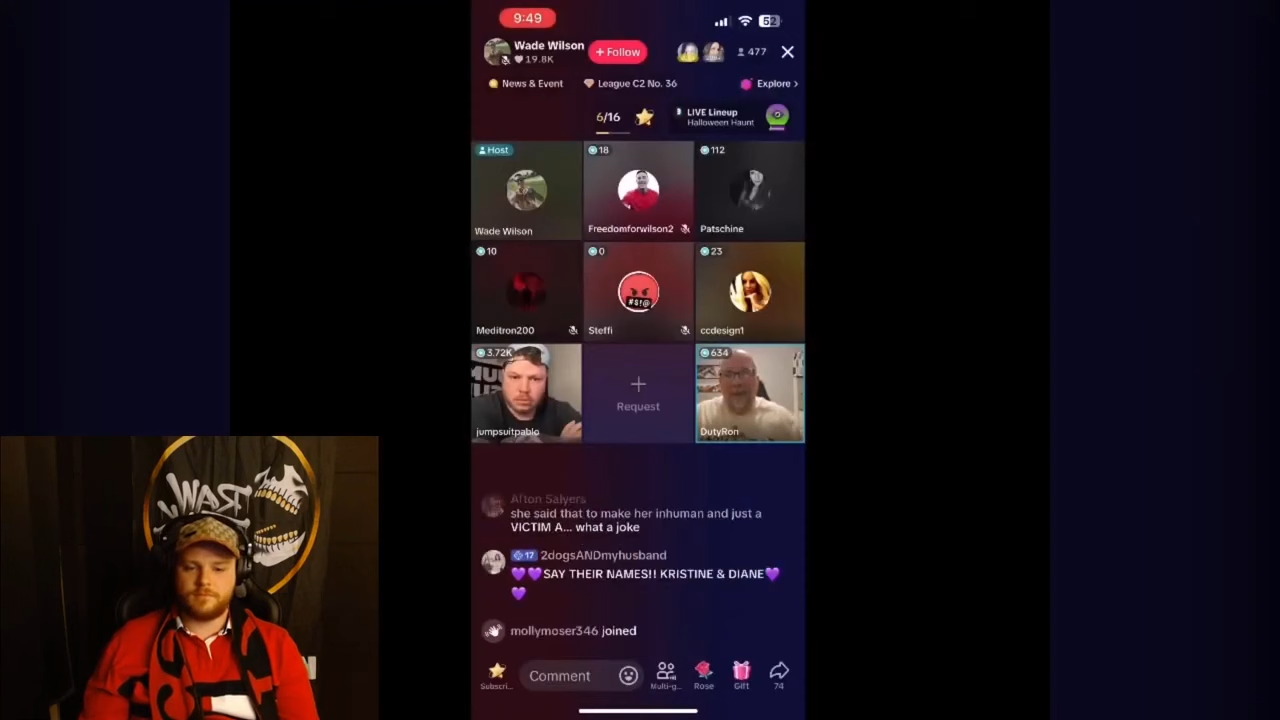 9:49
52
Wade Wilson
+ Follow
19.8K
477
News & Event
League C2 No. 36
Explore >
6/16
LIVE Lineup
Halloween Haunt
Host
18
112
Wade Wilson
Freedomforwilson2
Patschine
10
0
23
#$!@
Meditron200
Steffi
ccdesign1
3.72K
634
Request
jumpsuitpablo
DutyRon
Afton Salyers
she said that to make her inhuman and just a
VICTIM A... what a joke
17 2dogsANDmyhusband
💜💜SAY THEIR NAMES!! KRISTINE & DIANE💜
💜
mollymoser346 joined
Comment
Subscri...
Multi-g...
Rose
Gift
74